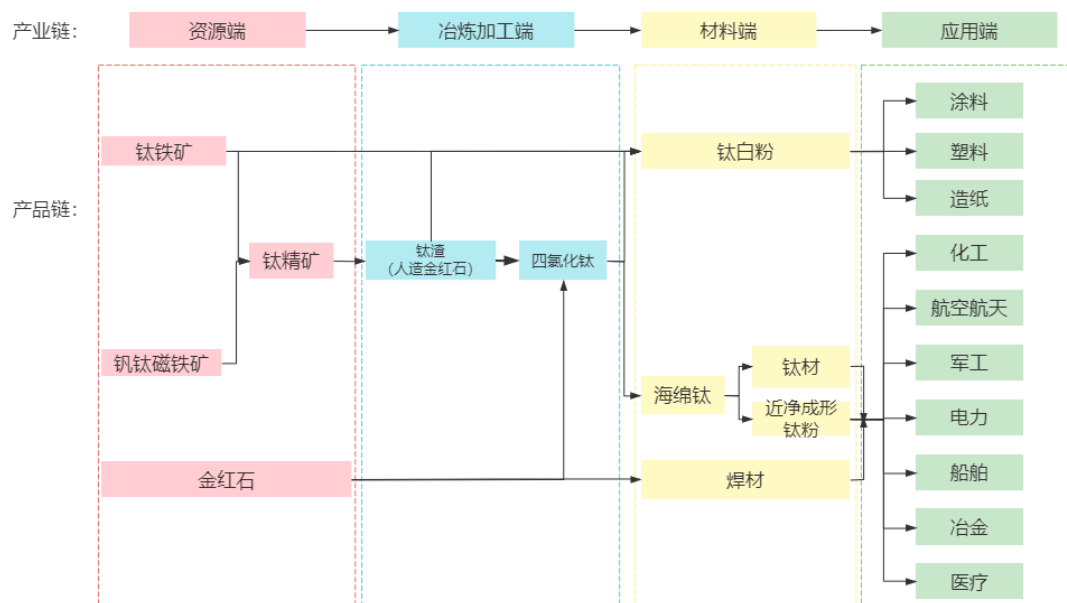 产业链：
资源端
冶炼加工端
材料端
应用端
产品链：
钛铁矿
钛精矿
钒钛磁铁矿
金红石
钛渣
（人造金红石）
四氯化钛
钛白粉
海绵钛
钛材
近净成形
钛粉
焊材
涂料
塑料
造纸
化工
航空航天
军工
电力
船舶
冶金
医疗